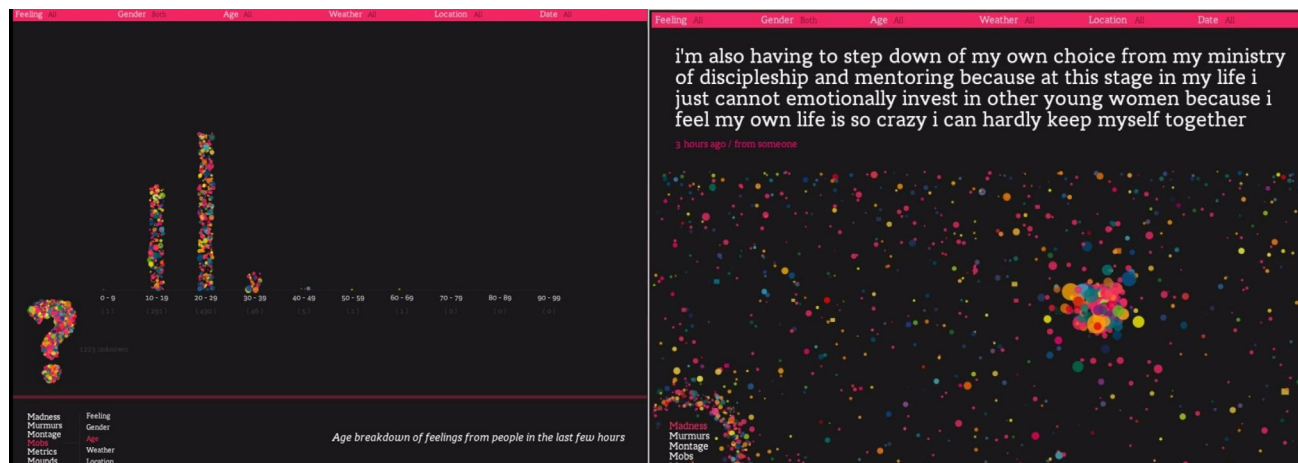 Feeling All Gender Both Age All Weather All Location All Date All
0 - 9 10 - 19 20 - 29 30 - 39 40 - 49 50 - 59 60 - 69 70 - 79 80 - 89 90 - 99
unknown
Madness
Murmurs
Montage
Mobs
Metrics
Mounds
Feeling
Gender
Age
Weather
Location
Age breakdown of feelings from people in the last few hours
Feeling All Gender Both Age All Weather All Location All Date All
i'm also having to step down of my own choice from my ministry
of discipleship and mentoring because at this stage in my life i
just cannot emotionally invest in other young women because i
feel my own life is so crazy i can hardly keep myself together
3 hours ago / from someone
Madness
Murmurs
Montage
Mobs